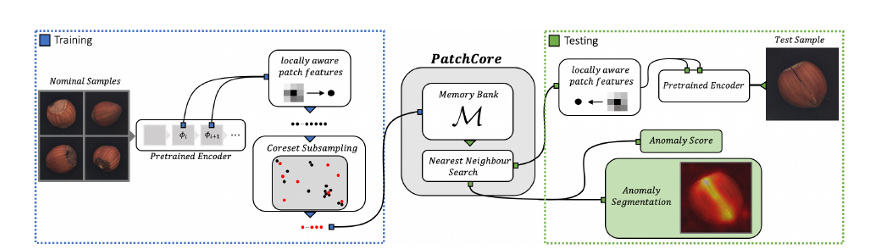 Training
Nominal Samples
ϕi
ϕi+1
...
Pretrained Encoder
locally aware
patch features
Coreset Subsampling
PatchCore
Memory Bank
ℳ
Nearest Neighbour
Search
Testing
locally aware
patch features
Pretrained Encoder
Test Sample
Anomaly Score
Anomaly
Segmentation